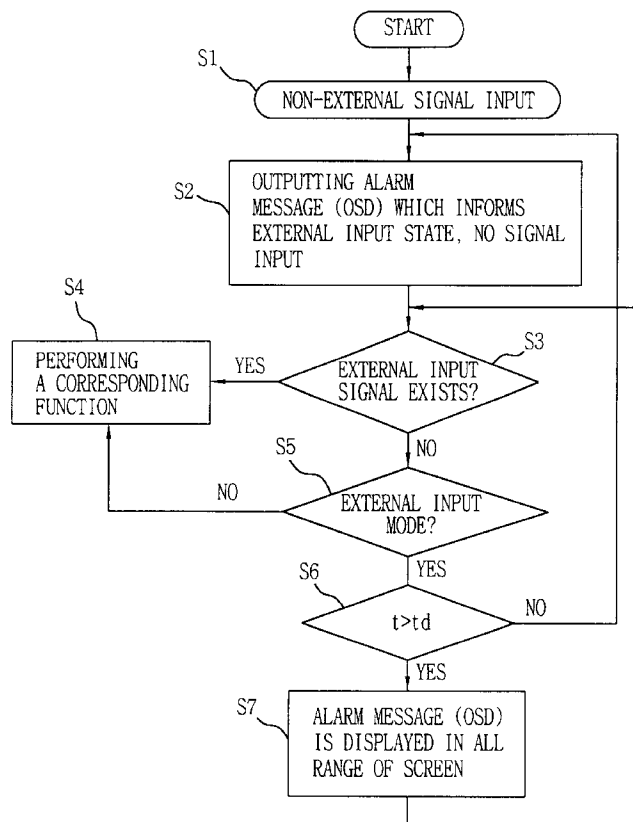 START
S1
NON-EXTERNAL SIGNAL INPUT
S2
OUTPUTTING ALARM
MESSAGE (OSD) WHICH INFORMS
EXTERNAL INPUT STATE, NO SIGNAL
INPUT
S4
PERFORMING
A CORRESPONDING
FUNCTION
YES
EXTERNAL INPUT
SIGNAL EXISTS?
S3
NO
S5
NO
EXTERNAL INPUT
MODE?
YES
S6
t>td
NO
YES
S7
ALARM MESSAGE (OSD)
IS DISPLAYED IN ALL
RANGE OF SCREEN